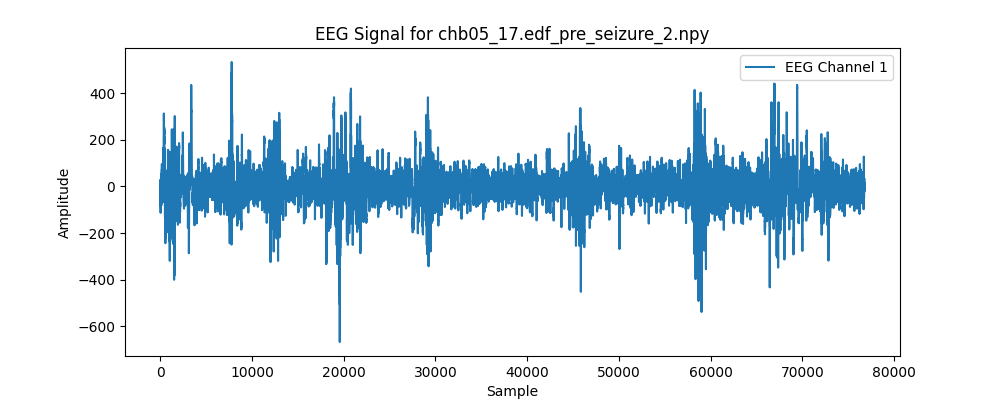 EEG Signal for chb05_17.edf_pre_seizure_2.npy
EEG Channel 1
400
200
0
−200
−400
−600
Amplitude
0 10000 20000 30000 40000 50000 60000 70000 80000
Sample